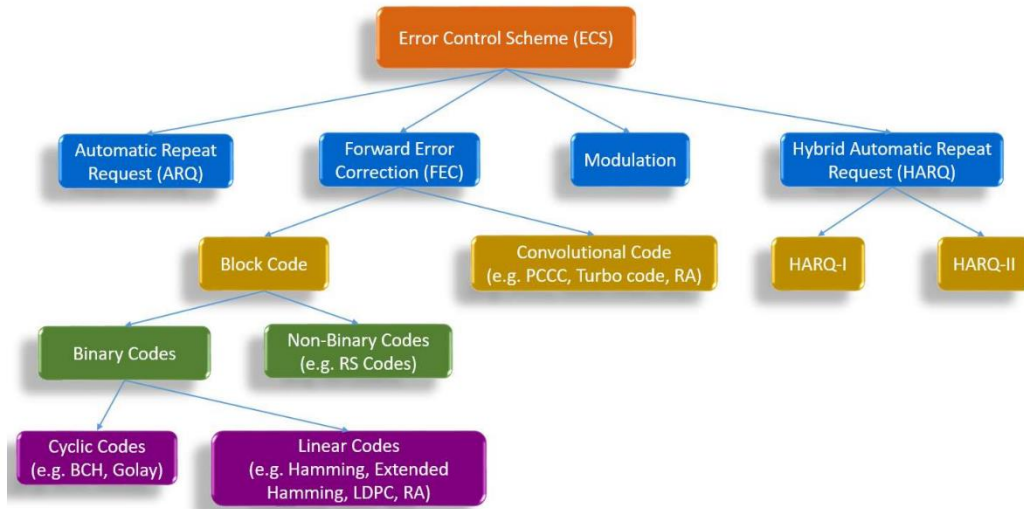 Error Control Scheme (ECS)
Automatic Repeat
Request (ARQ)
Forward Error
Correction (FEC)
Modulation
Hybrid Automatic Repeat
Request (HARQ)
Block Code
Convolutional Code
(e.g. PCCC, Turbo code, RA)
HARQ-I
HARQ-II
Binary Codes
Non-Binary Codes
(e.g. RS Codes)
Cyclic Codes
(e.g. BCH, Golay)
Linear Codes
(e.g. Hamming, Extended
Hamming, LDPC, RA)